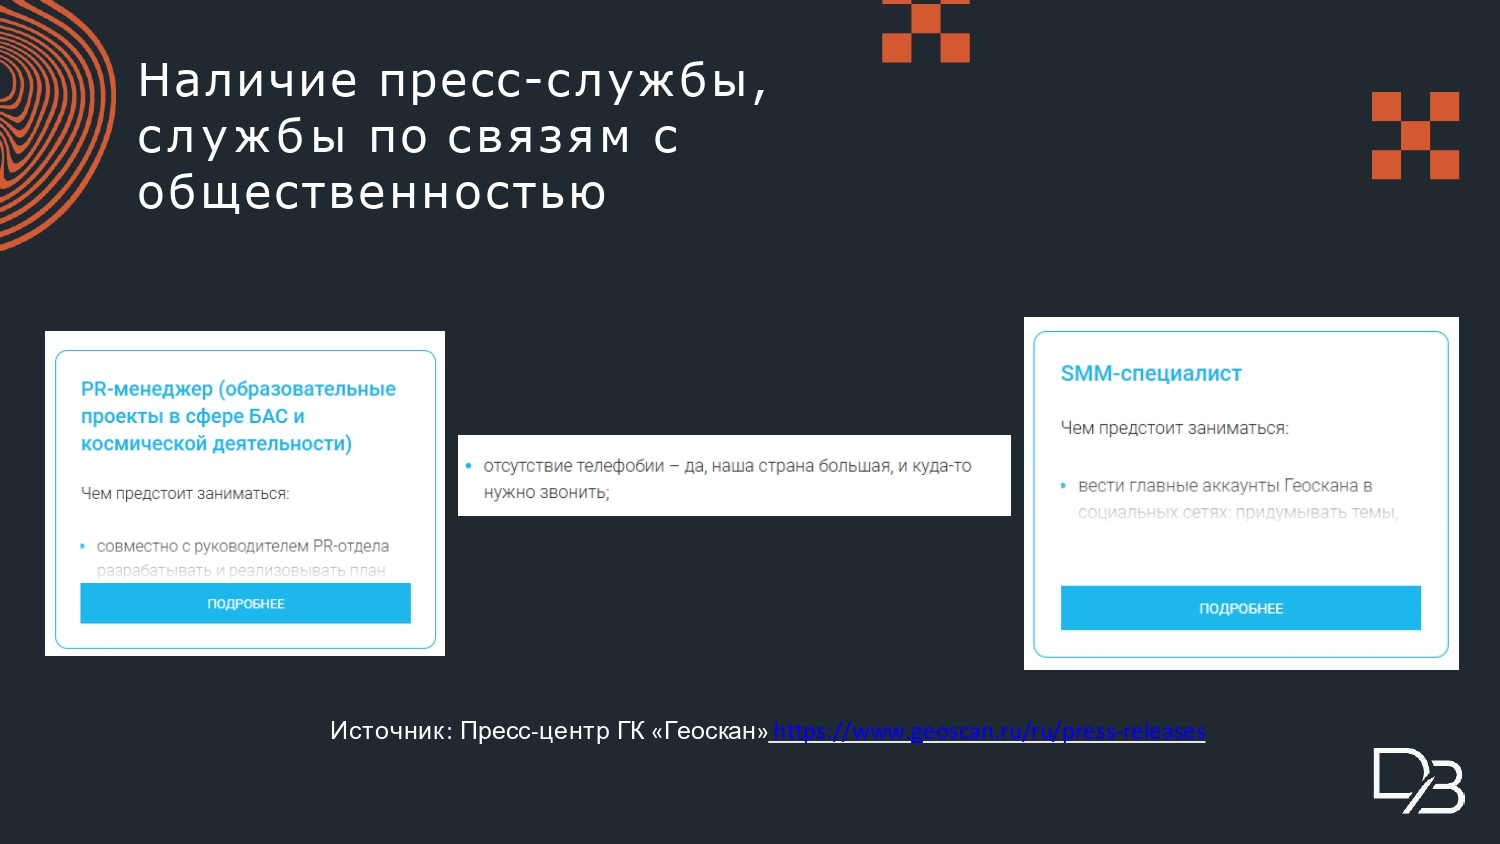 Наличие пресс-службы,
службы по связям с
общественностью
PR-менеджер (образовательные
проекты в сфере БАС и
космической деятельности)
Чем предстоит заниматься:
• совместно с руководителем PR-отдела
разрабатывать и реализовывать план
ПОДРОБНЕЕ
• отсутствие телефобии – да, наша страна большая, и куда-то
нужно звонить;
SMM-специалист
Чем предстоит заниматься:
• вести главные аккаунты Геоскана в
социальных сетях: придумывать темы,
ПОДРОБНЕЕ
Источник: Пресс-центр ГК «Геоскан» https://www.geoscan.ru/ru/press-releases
DB